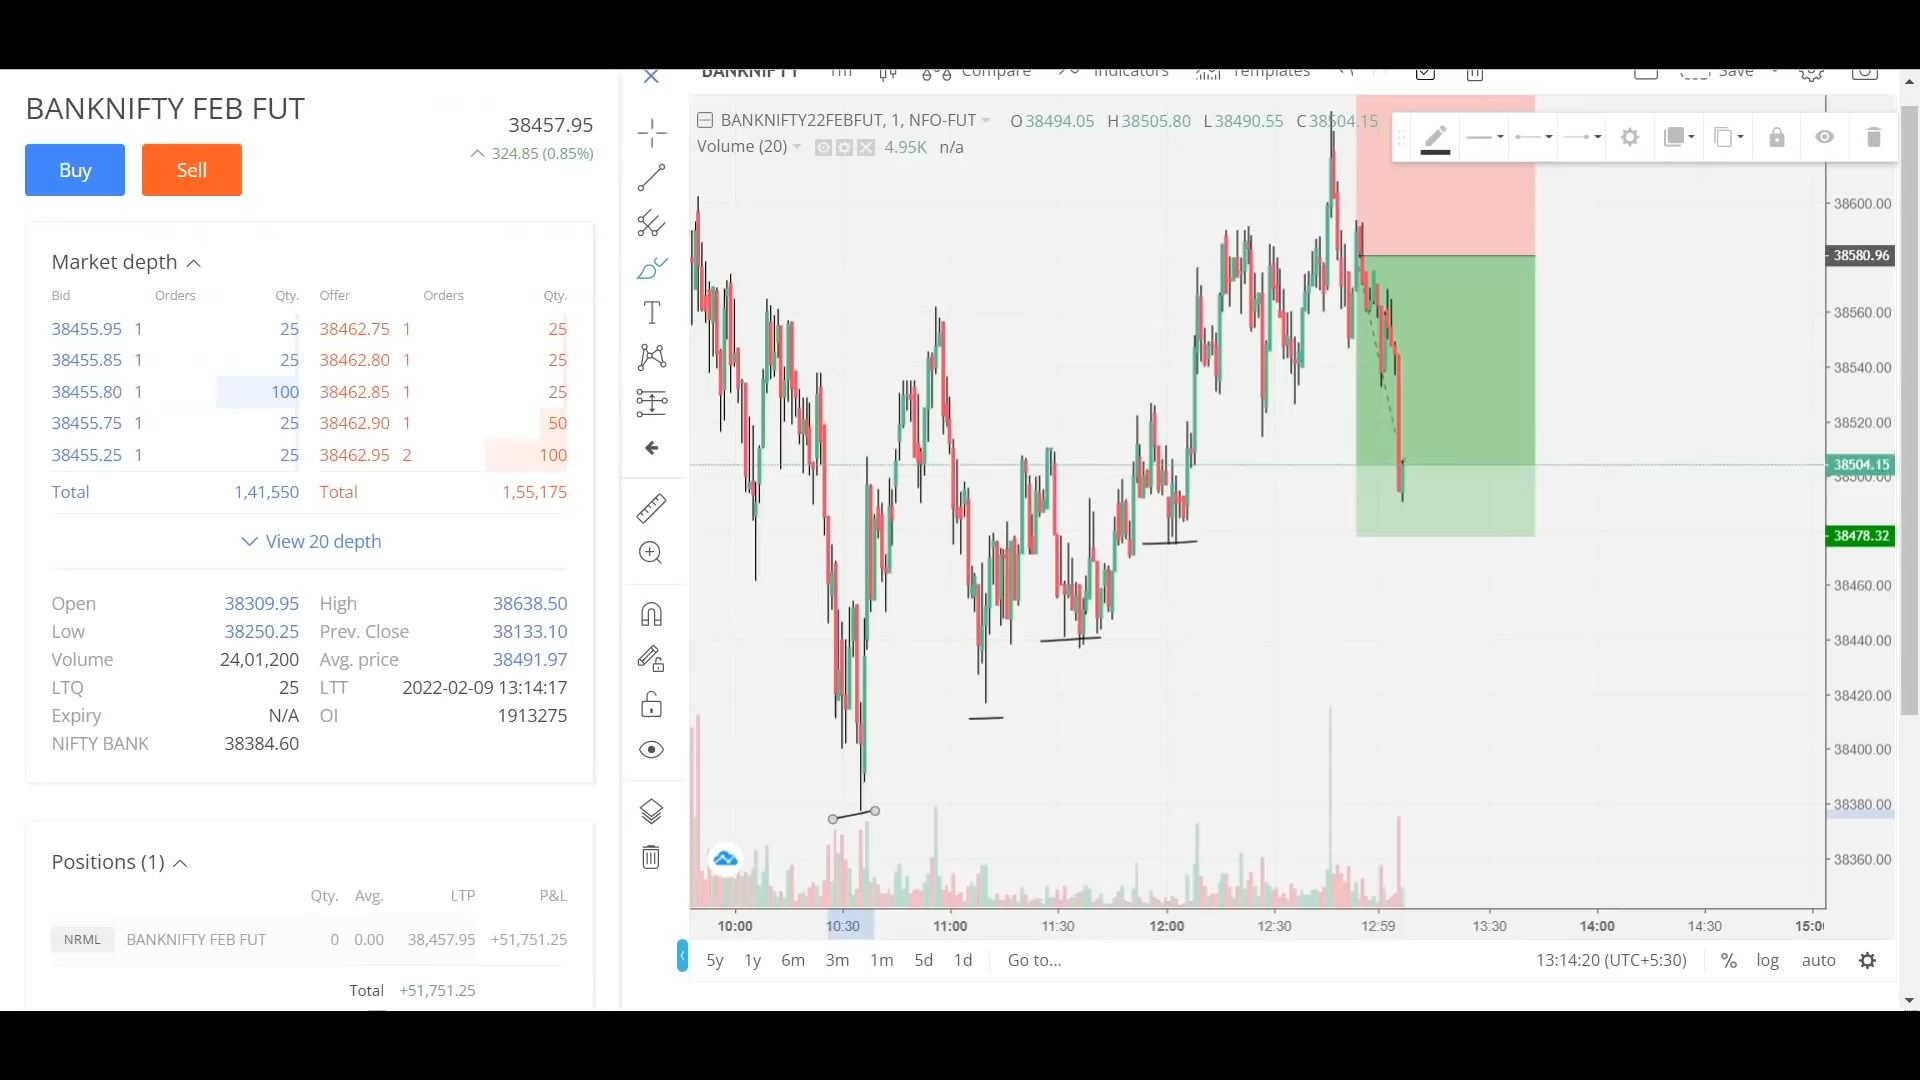 BANKNIFTY FEB FUT
38457.95
324.85 (0.85%)
Buy
Sell
Market depth
Bid Orders Qty. Offer Orders Qty.
38455.95 1 25 38462.75 1 25
38455.85 1 25 38462.80 1 25
38455.80 1 100 38462.85 1 25
38455.75 1 25 38462.90 1 50
38455.25 1 25 38462.95 2 100
Total 1,41,550 Total 1,55,175
View 20 depth
Open 38309.95 High 38638.50
Low 38250.25 Prev. Close 38133.10
Volume 24,01,200 Avg. price 38491.97
LTQ 25 LTT 2022-02-09 13:14:17
Expiry N/A OI 1913275
NIFTY BANK 38384.60
Positions (1)
Qty. Avg. LTP P&L
NRML BANKNIFTY FEB FUT 0 0.00 38,457.95 +51,751.25
Total +51,751.25
BANKNIFTY 1m Compare Indicators Templates Save
BANKNIFTY22FEBFUT, 1, NFO-FUT O38494.05 H38505.80 L38490.55 C38504.15
Volume (20) 4.95K n/a
38600.00
38580.96
38560.00
38540.00
38520.00
38504.15
38500.00
38478.32
38460.00
38440.00
38420.00
38400.00
38380.00
38360.00
10:00 10:30 11:00 11:30 12:00 12:30 12:59 13:30 14:00 14:30
5y 1y 6m 3m 1m 5d 1d Go to... 13:14:20 (UTC+5:30) % log auto